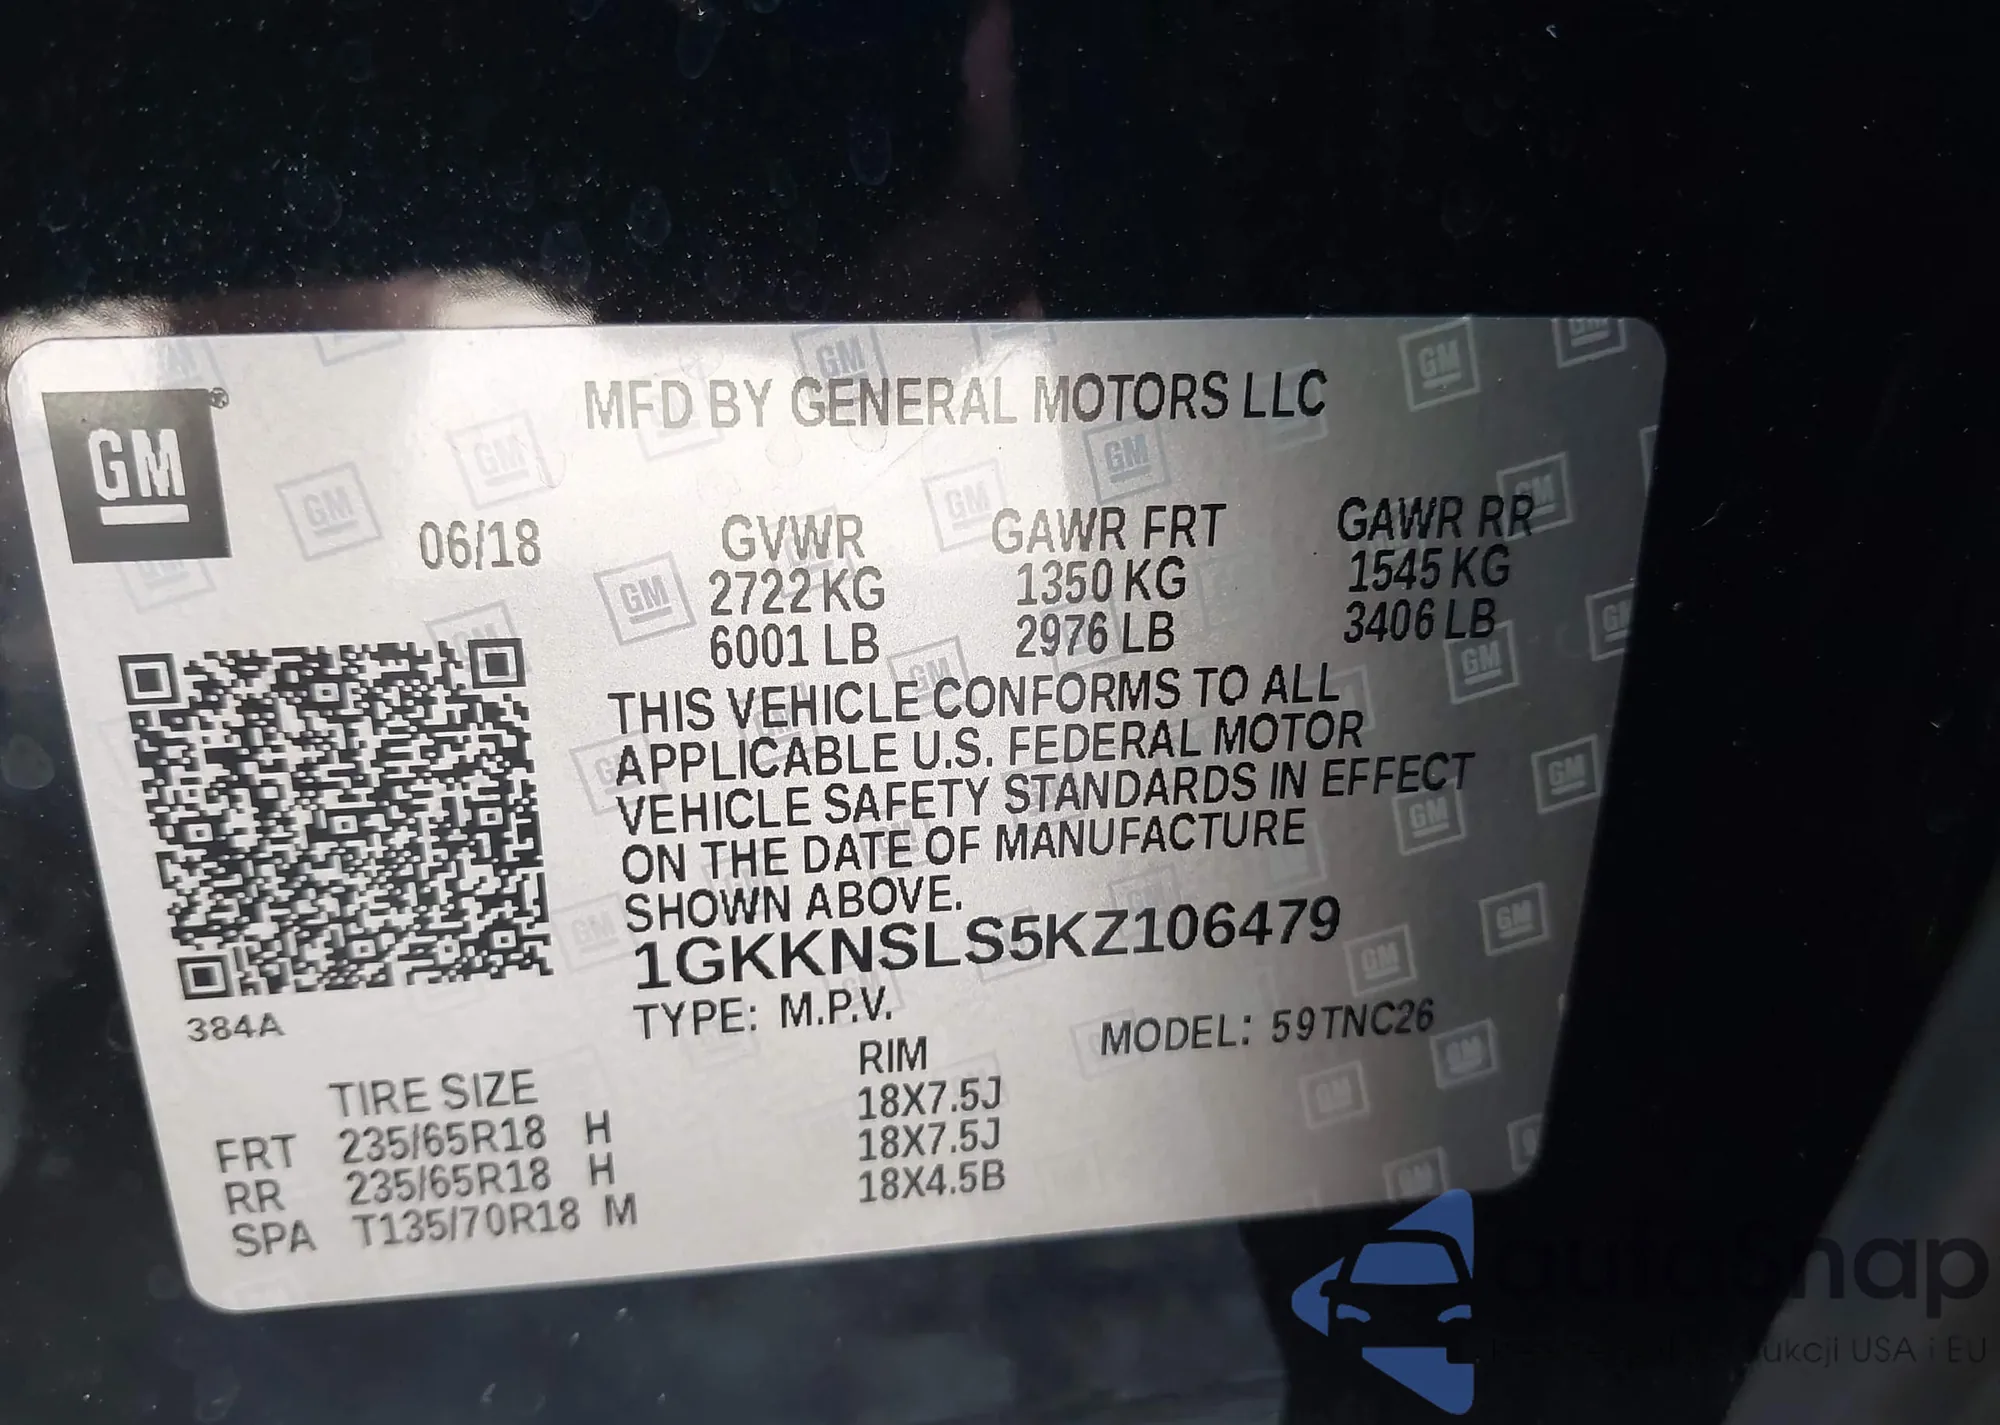 GM®
MFD BY GENERAL MOTORS LLC
06/18
GVWR GAWR FRT GAWR RR
2722 KG 1350 KG 1545 KG
6001 LB 2976 LB 3406 LB
THIS VEHICLE CONFORMS TO ALL
APPLICABLE U.S. FEDERAL MOTOR
VEHICLE SAFETY STANDARDS IN EFFECT
ON THE DATE OF MANUFACTURE
SHOWN ABOVE.
1GKKNSLS5KZ106479
384A
TYPE: M.P.V. MODEL: 59TNC26
TIRE SIZE RIM
FRT 235/65R18 H 18X7.5J
RR 235/65R18 H 18X7.5J
SPA T135/70R18 M 18X4.5B
autosnap
USA i EU